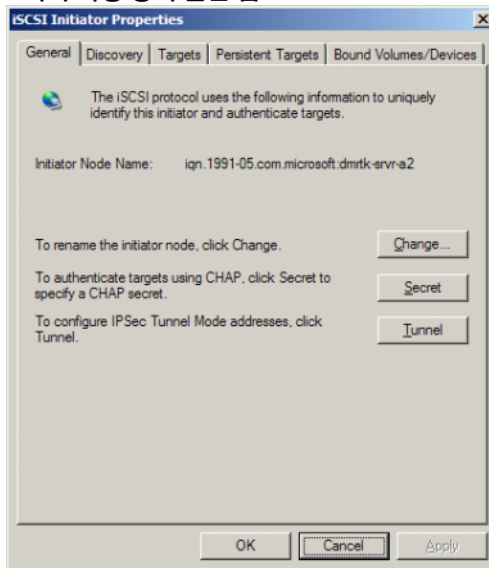 iSCSI Initiator Properties
General Discovery Targets Persistent Targets Bound Volumes/Devices
The iSCSI protocol uses the following information to uniquely
identify this initiator and authenticate targets.
Initiator Node Name: iqn.1991-05.com.microsoft:dmrtk-srvr-a2
To rename the initiator node, click Change.
Change...
To authenticate targets using CHAP, click Secret to
specify a CHAP secret.
Secret
To configure IPSec Tunnel Mode addresses, click
Tunnel.
Tunnel
OK Cancel Apply